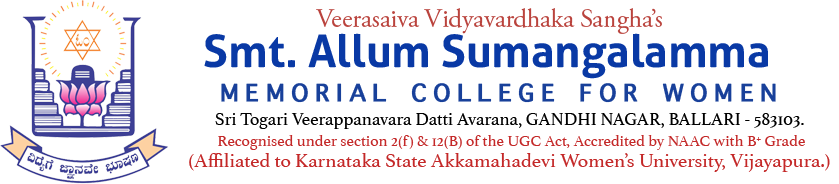 Veerasaiva Vidyavardhaka Sangha's
Smt. Allum Sumangalamma
MEMORIAL COLLEGE FOR WOMEN
Sri Togari Veerappanavara Datti Avarana, GANDHI NAGAR, BALLARI - 583103.
Recognised under section 2(f) & 12(B) of the UGC Act, Accredited by NAAC with B+ Grade
(Affiliated to Karnataka State Akkamahadevi Women's University, Vijayapura.)
ವಿದ್ಯೆಗೆ ಜ್ಞಾನವೇ ಭೂಷಣ